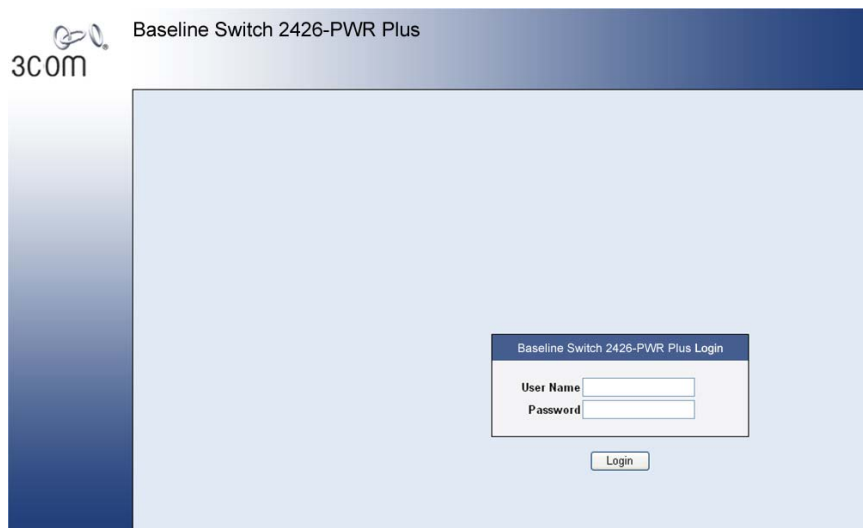 3COM
Baseline Switch 2426-PWR Plus
Baseline Switch 2426-PWR Plus Login
User Name
Password
Login